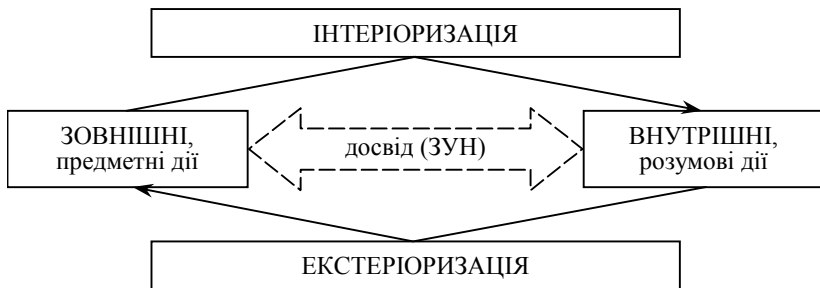 ІНТЕРІОРИЗАЦІЯ
ЗОВНІШНІ,
предметні дії
досвід (ЗУН)
ВНУТРІШНІ,
розумові дії
ЕКСТЕРІОРИЗАЦІЯ